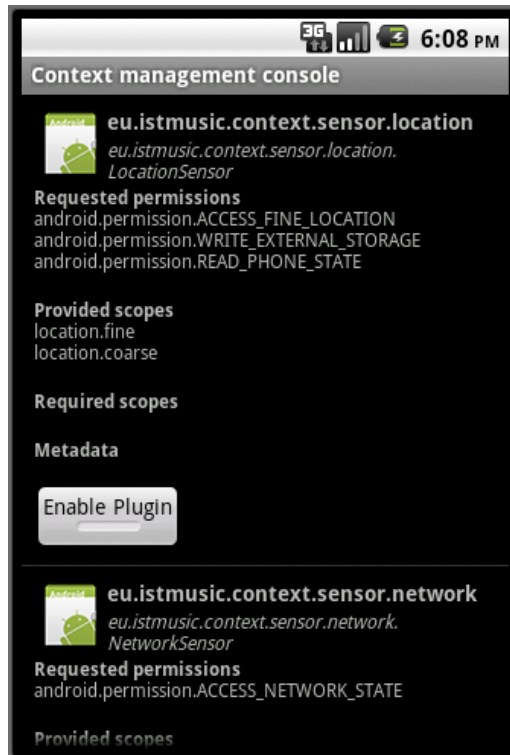 3G
6:08 PM
Context management console
Android
eu.istmusic.context.sensor.location
eu.istmusic.context.sensor.location.
LocationSensor
Requested permissions
android.permission.ACCESS_FINE_LOCATION
android.permission.WRITE_EXTERNAL_STORAGE
android.permission.READ_PHONE_STATE
Provided scopes
location.fine
location.coarse
Required scopes
Metadata
Enable Plugin
Android
eu.istmusic.context.sensor.network
eu.istmusic.context.sensor.network.
NetworkSensor
Requested permissions
android.permission.ACCESS_NETWORK_STATE
Provided scopes